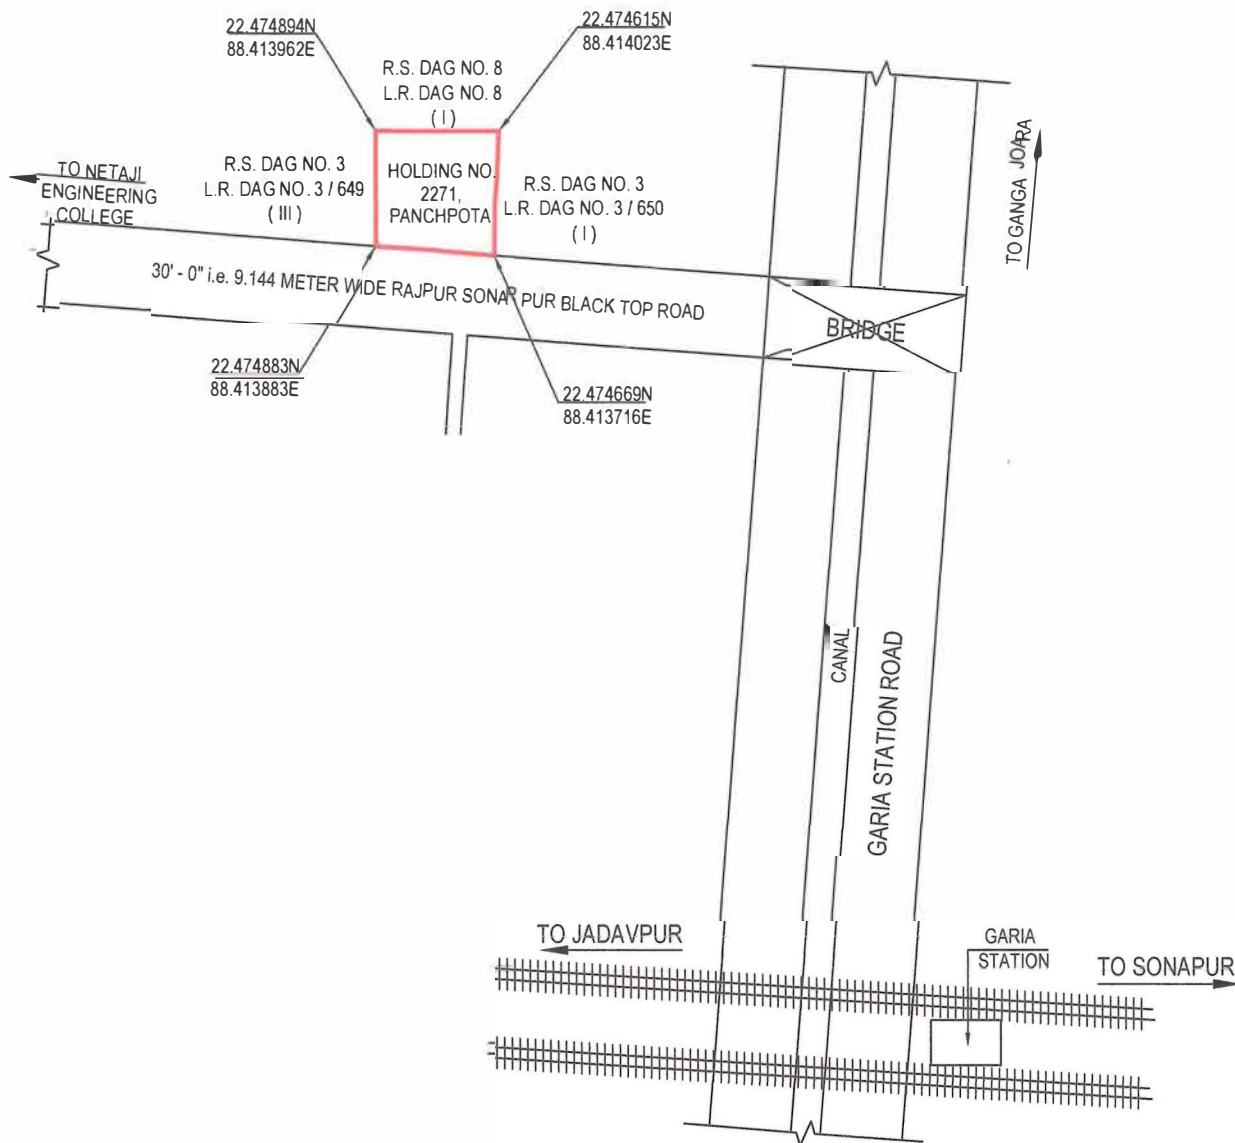 22.474894N
88.413962E
22.474615N
88.414023E
R.S. DAG NO. 8
L.R. DAG NO. 8
( I )
TO NETAJI
ENGINEERING
COLLEGE
R.S. DAG NO. 3
L.R. DAG NO. 3 / 649
( III )
HOLDING NO.
2271,
PANCHPOTA
R.S. DAG NO. 3
L.R. DAG NO. 3 / 650
( I )
TO GANGA JOARA
30' - 0" i.e. 9.144 METER WIDE RAJPUR SONAP PUR BLACK TOP ROAD
BRIDGE
22.474883N
88.413883E
22.474669N
88.413716E
CANAL
GARIA STATION ROAD
TO JADAVPUR
GARIA
STATION
TO SONAPUR